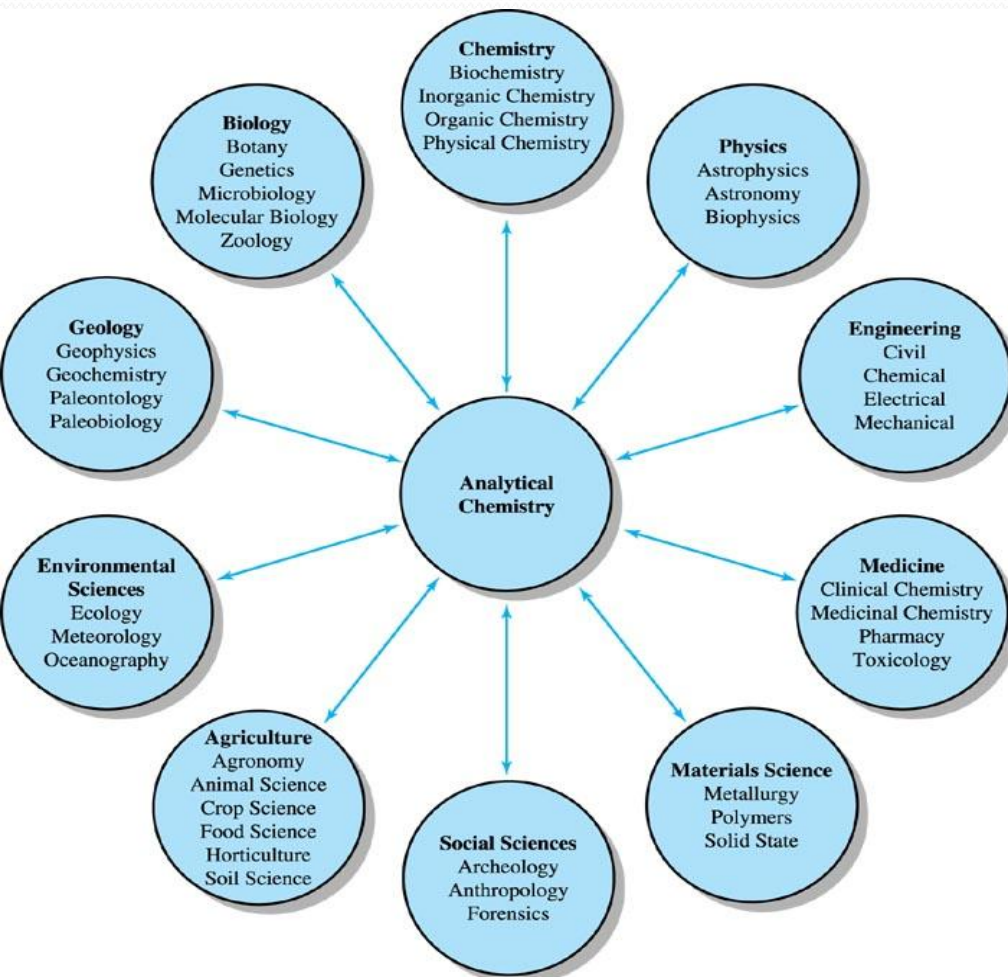 Chemistry
Biochemistry
Inorganic Chemistry
Organic Chemistry
Physical Chemistry
Biology
Botany
Genetics
Microbiology
Molecular Biology
Zoology
Physics
Astrophysics
Astronomy
Biophysics
Geology
Geophysics
Geochemistry
Paleontology
Paleobiology
Engineering
Civil
Chemical
Electrical
Mechanical
Analytical
Chemistry
Environmental
Sciences
Ecology
Meteorology
Oceanography
Medicine
Clinical Chemistry
Medicinal Chemistry
Pharmacy
Toxicology
Agriculture
Agronomy
Animal Science
Crop Science
Food Science
Horticulture
Soil Science
Social Sciences
Archeology
Anthropology
Forensics
Materials Science
Metallurgy
Polymers
Solid State